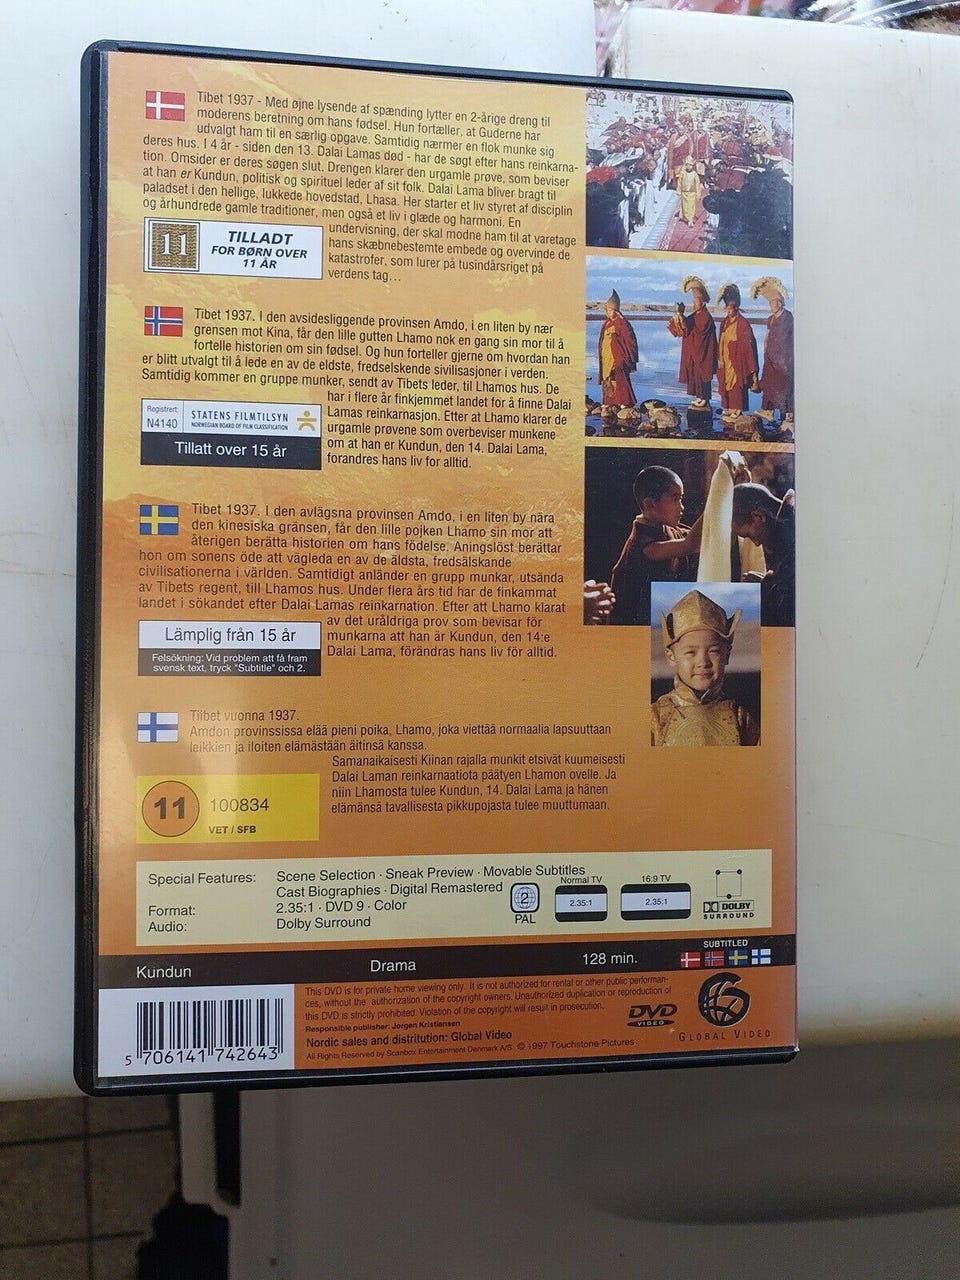 Tibet 1937 - Med øjne lysende af spænding lytter en 2-årige dreng til
moderens beretning om hans fødsel. Hun fortæller, at Guderne har
udvalgt ham til en særlig opgave. Samtidig nærmer en flok munke sig
deres hus. I 4 år - siden den 13. Dalai Lamas død - har de søgt efter hans reinkarna-
tion. Omsider er deres søgen slut. Drengen klarer den urgamle prøve, som beviser
at han er Kundun, politisk og spirituel leder af sit folk. Dalai Lama bliver bragt til
paladset i den hellige, lukkede hovedstad, Lhasa. Her starter et liv styret af disciplin
og århundrede gamle traditioner, men også et liv i glæde og harmoni. En
undervisning, der skal modne ham til at varetage
hans skæbnebestemte embede og overvinde de
katastrofer, som lurer på tusindårsriget på
verdens tag...
11
TILLADT
FOR BØRN OVER
11 ÅR
Tibet 1937. I den avsidesliggende provinsen Amdo, i en liten by nær
grensen mot Kina, får den lille gutten Lhamo nok en gang sin mor til å
fortelle historien om sin fødsel. Og hun forteller gjerne om hvordan han
er blitt utvalgt til å lede en av de eldste, fredselskende sivilisasjoner i verden.
Samtidig kommer en gruppe munker, sendt av Tibets leder, til Lhamos hus. De
har i flere år finkjemmet landet for å finne Dalai
Lamas reinkarnasjon. Etter at Lhamo klarer de
urgamle prøvene som overbeviser munkene
om at han er Kundun, den 14. Dalai Lama,
forandres hans liv for alltid.
Registrert:
N4140
STATENS FILMTILSYN
NORWEGIAN BOARD OF FILM CLASSIFICATION
Tillatt over 15 år
Tibet 1937. I den avlägsna provinsen Amdo, i en liten by nära
den kinesiska gränsen, får den lille pojken Lhamo sin mor att
återigen berätta historien om hans födelse. Aningslöst berättar
hon om sonens öde att vägleda en av de äldsta, fredsälskande
civilisationerna i världen. Samtidigt anländer en grupp munkar, utsända
av Tibets regent, till Lhamos hus. Under flera års tid har de finkammat
landet i sökandet efter Dalai Lamas reinkarnation. Efter att Lhamo klarat
av det uråldriga prov som bevisar för
munkarna att han är Kundun, den 14:e
Dalai Lama, förändras hans liv för alltid.
Lämplig från 15 år
Felsökning: Vid problem att få fram
svensk text, tryck "Subtitle" och 2.
Tiibet vuonna 1937.
Amdon provinssissa elää pieni poika, Lhamo, joka viettää normaalia lapsuuttaan
leikkien ja iloiten elämästään äitinsä kanssa.
Samanaikaisesti Kiinan rajalla munkit etsivät kuumeisesti
Dalai Laman reinkarnaatiota päätyen Lhamon ovelle. Ja
niin Lhamosta tulee Kundun, 14. Dalai Lama ja hänen
elämänsä tavallisesta pikkupojasta tulee muuttumaan.
11
100834
VET / SFB
Special Features: Scene Selection · Sneak Preview · Movable Subtitles
Cast Biographies · Digital Remastered
Format: 2.35:1 · DVD 9 · Color
Audio: Dolby Surround
2
PAL
Normal TV
2.35:1
16:9 TV
2.35:1
DOLBY
SURROUND
Kundun Drama 128 min.
SUBTITLED
This DVD is for private home viewing only. It is not authorized for rental or other public performan-
ces, without the authorization of the copyright owners. Unauthorized duplication or reproduction of
this DVD is strictly prohibited. Violation of the copyright will result in prosecution.
Responsible publisher: Jørgen Kristiansen
Nordic sales and distritution: Global Video
All Rights Reserved by Scanbox Entertainment Denmark A/S © 1997 Touchstone Pictures
DVD
VIDEO
GLOBAL VIDEO
5 706141 742643